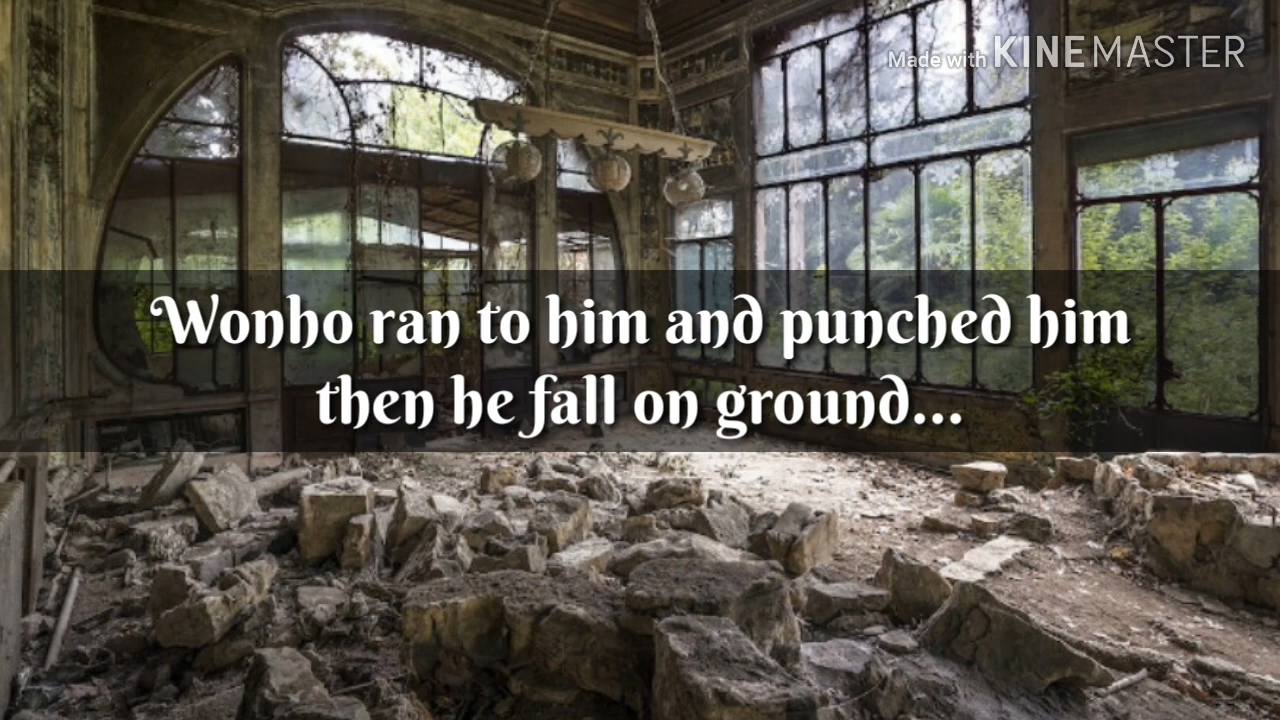 Made with KINEMASTER
Wonho ran to him and punched him
then he fall on ground...